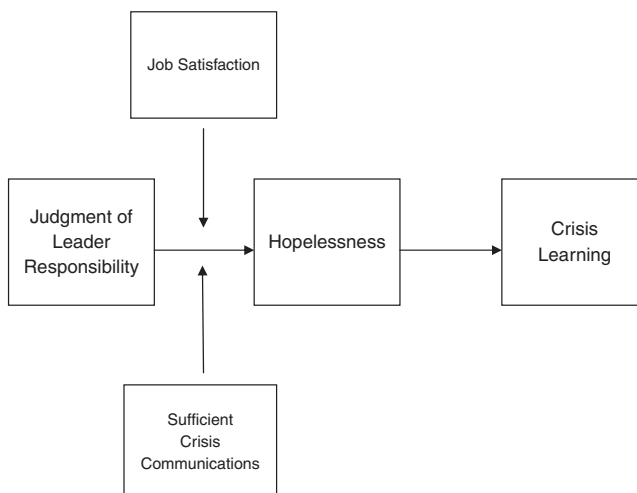 Job Satisfaction
Judgment of
Leader
Responsibility
Hopelessness
Crisis
Learning
Sufficient
Crisis
Communications